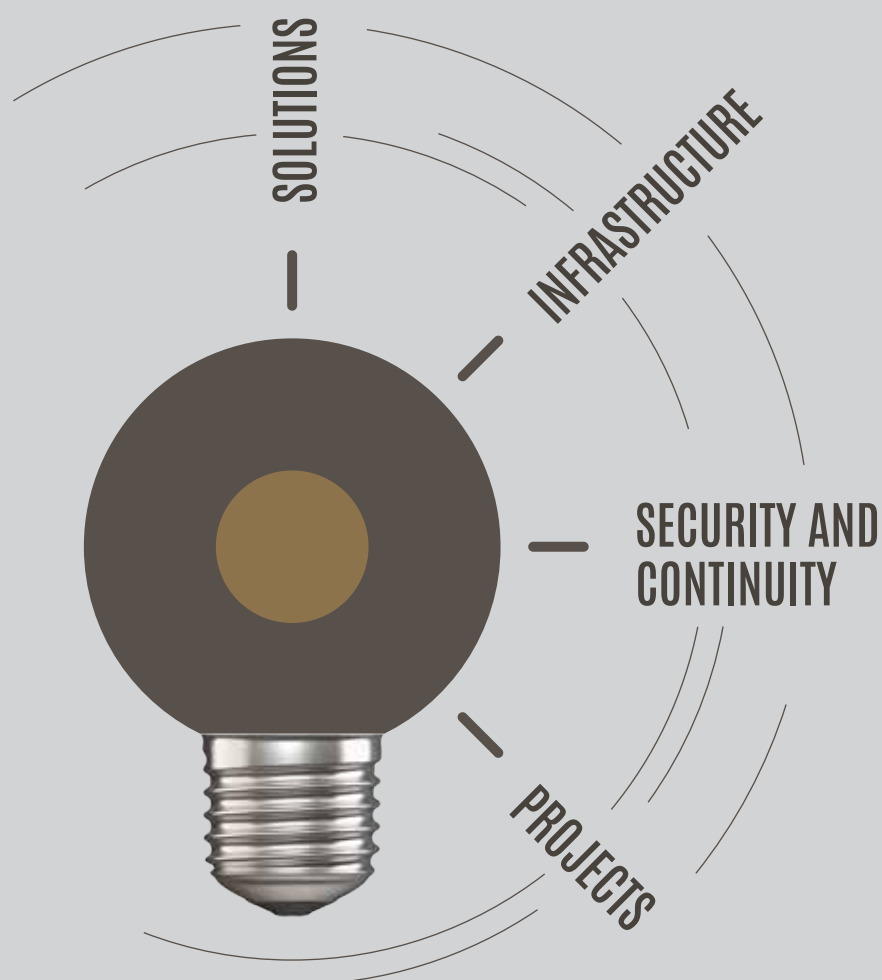 SOLUTIONS
INFRASTRUCTURE
SECURITY AND
CONTINUITY
PROJECTS